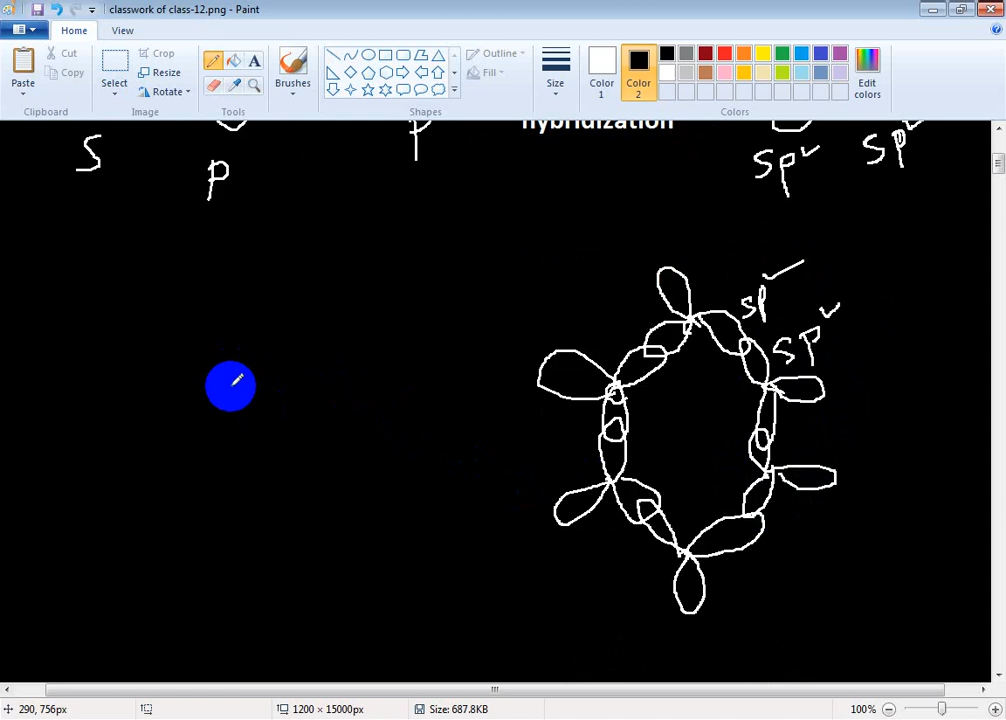 classwork of class-12.png - Paint
Home View
Cut
Copy
Paste
Clipboard
Crop
Resize
Rotate
Select
Image
Tools
Brushes
Outline
Fill
Shapes
Size
Color 1
Color 2
Edit colors
Colors
hybridization
S
p
p
sp²
sp²
sp²
sp²
290, 756px
1200 × 15000px
Size: 687.8KB
100%